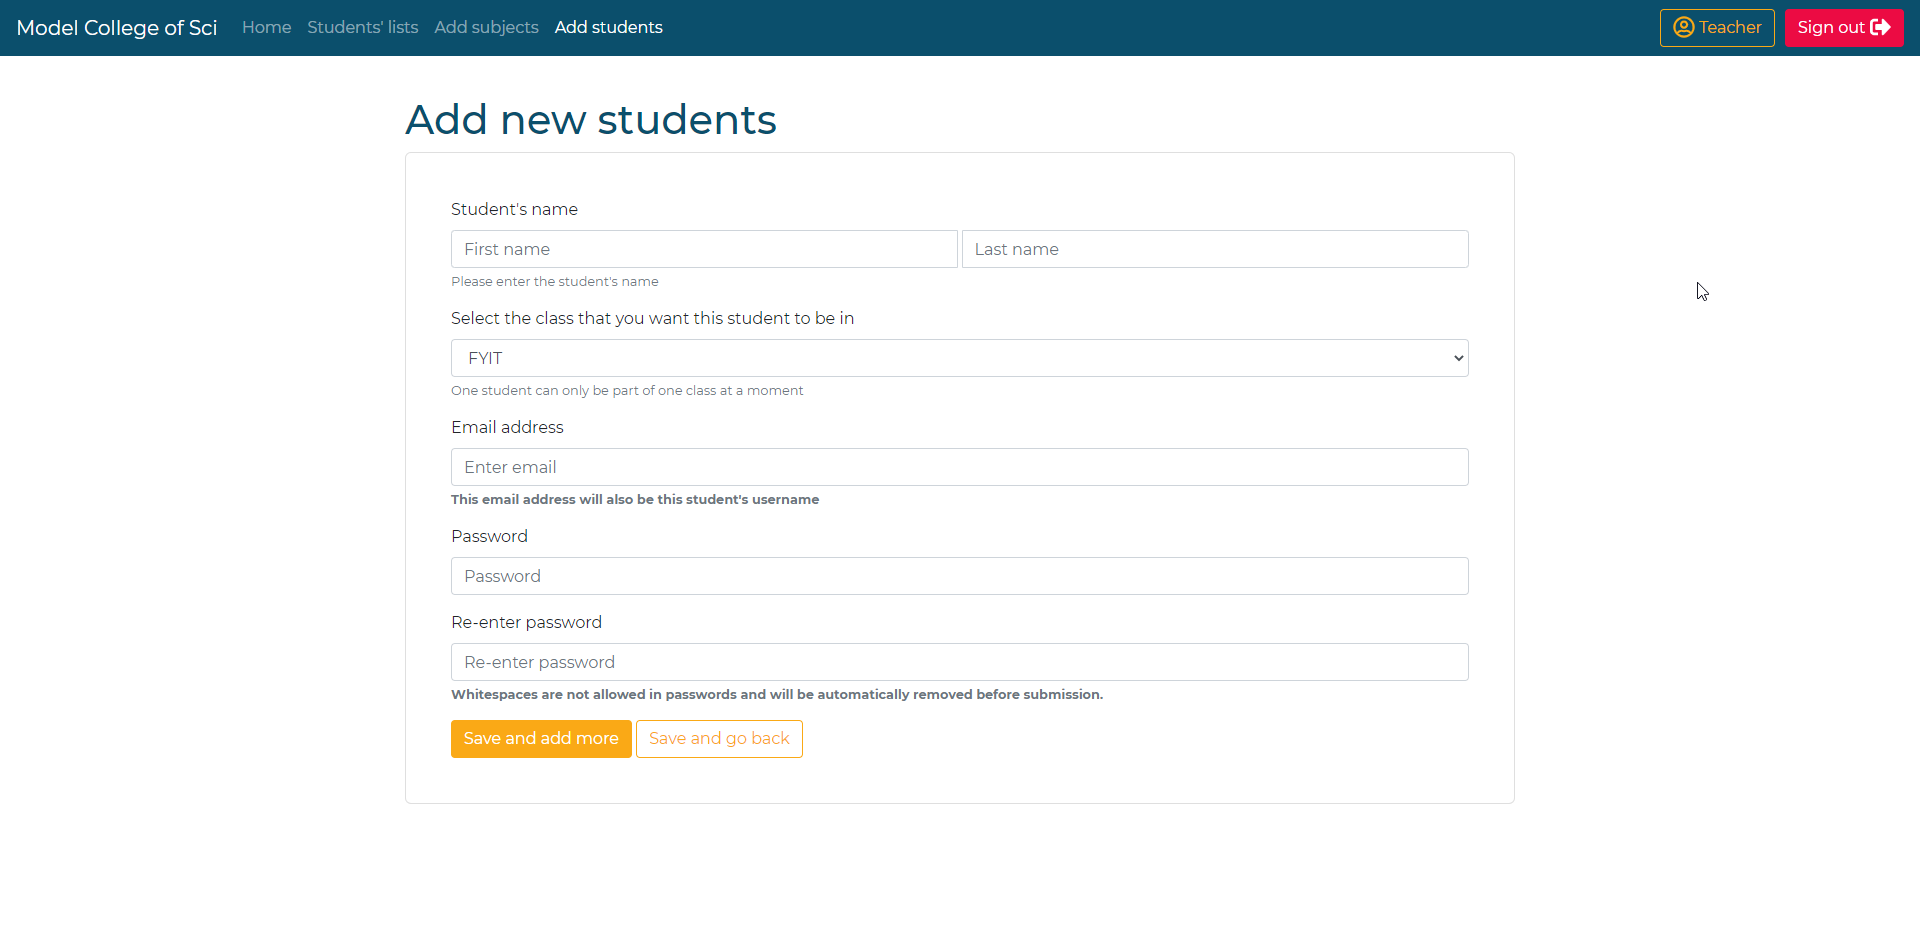 Model College of Sci Home Students' lists Add subjects Add students Teacher Sign out
Add new students
Student's name
First name Last name
Please enter the student's name
Select the class that you want this student to be in
FYIT
One student can only be part of one class at a moment
Email address
Enter email
This email address will also be this student's username
Password
Password
Re-enter password
Re-enter password
Whitespaces are not allowed in passwords and will be automatically removed before submission.
Save and add more Save and go back